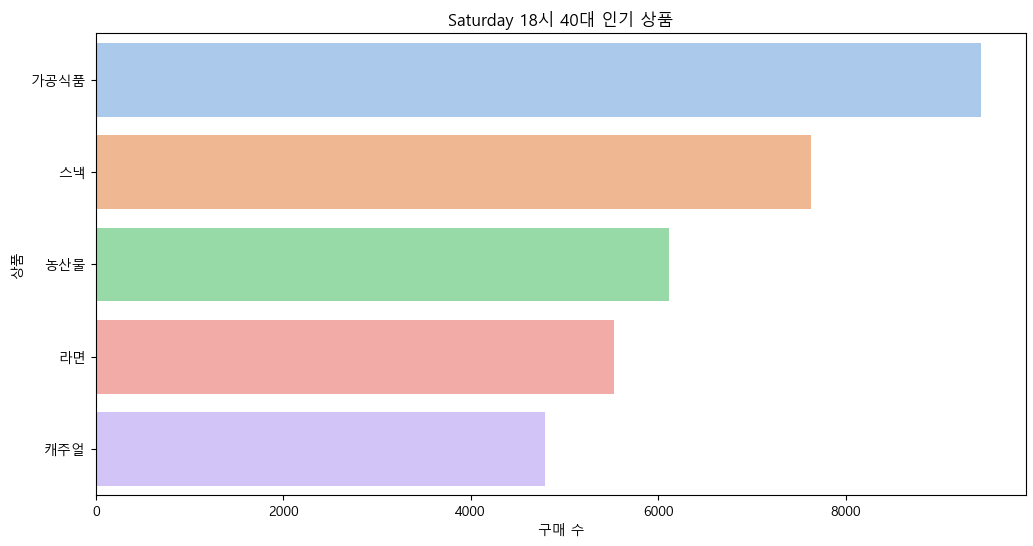 Saturday 18시 40대 인기 상품
가공식품
스낵
농산물
라면
캐주얼
상품
0 2000 4000 6000 8000
구매 수